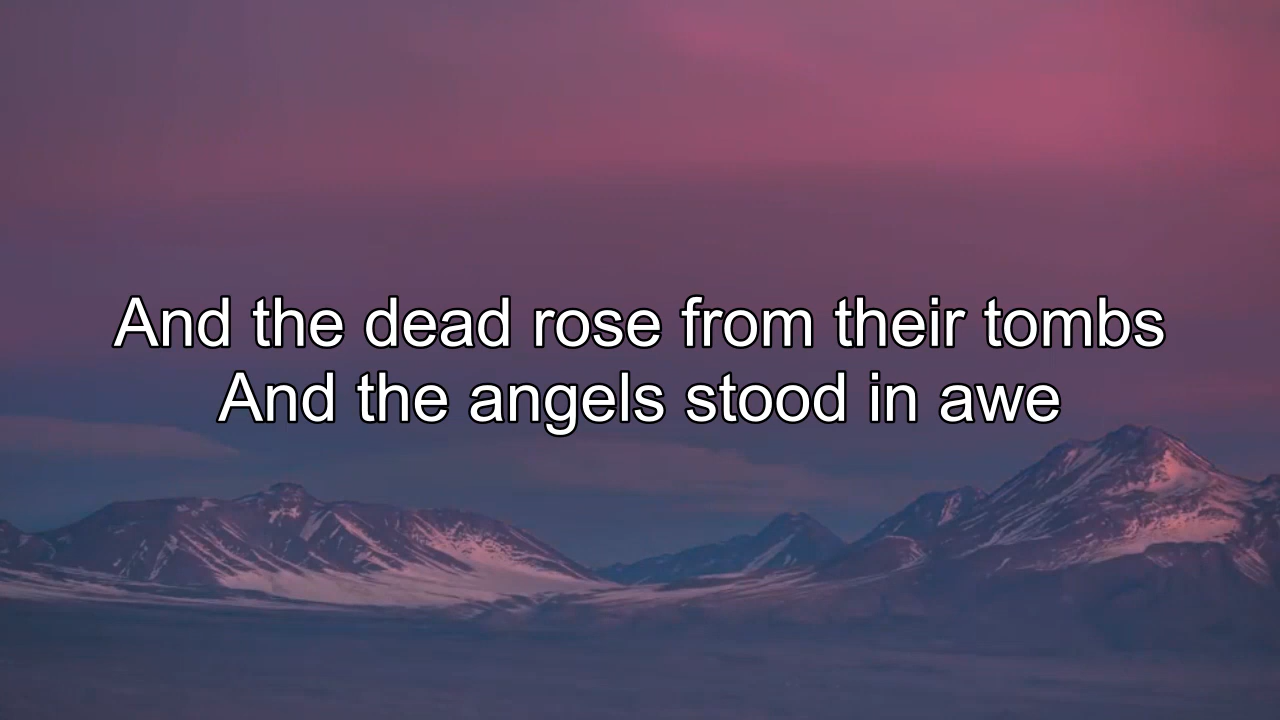 And the dead rose from their tombs
And the angels stood in awe